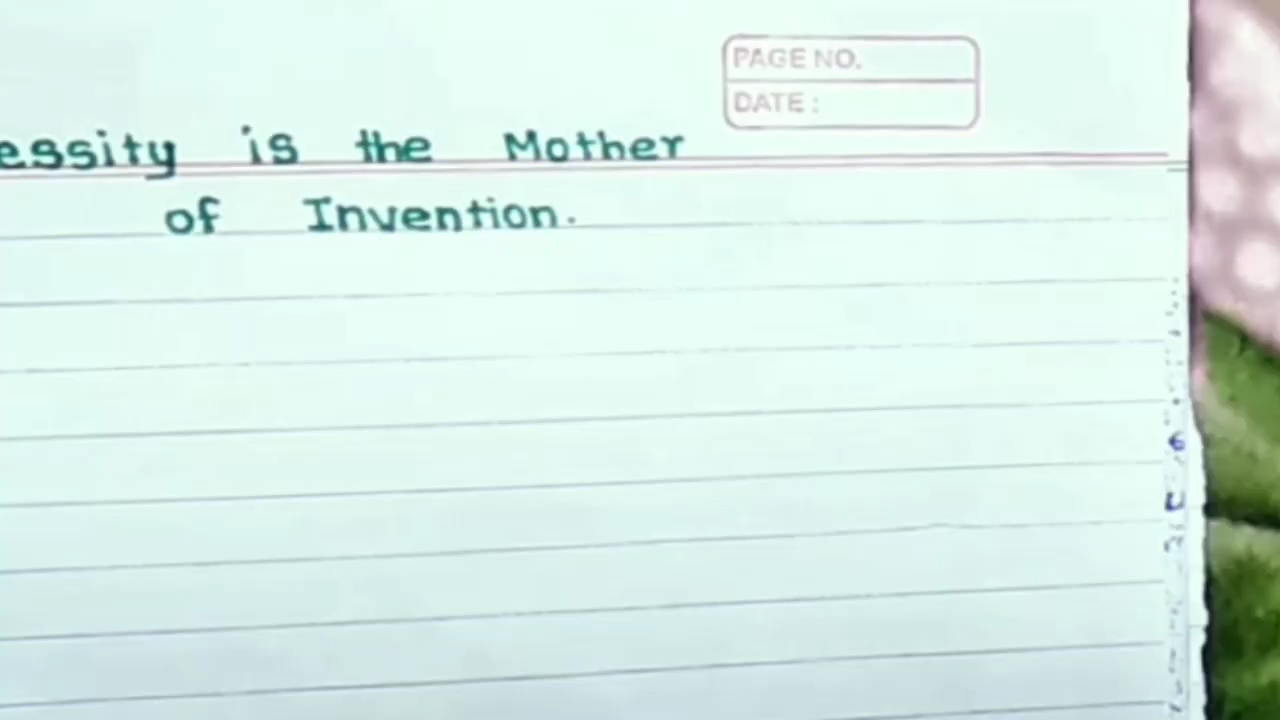 PAGE NO.
DATE :
essity is the Mother
of Invention.